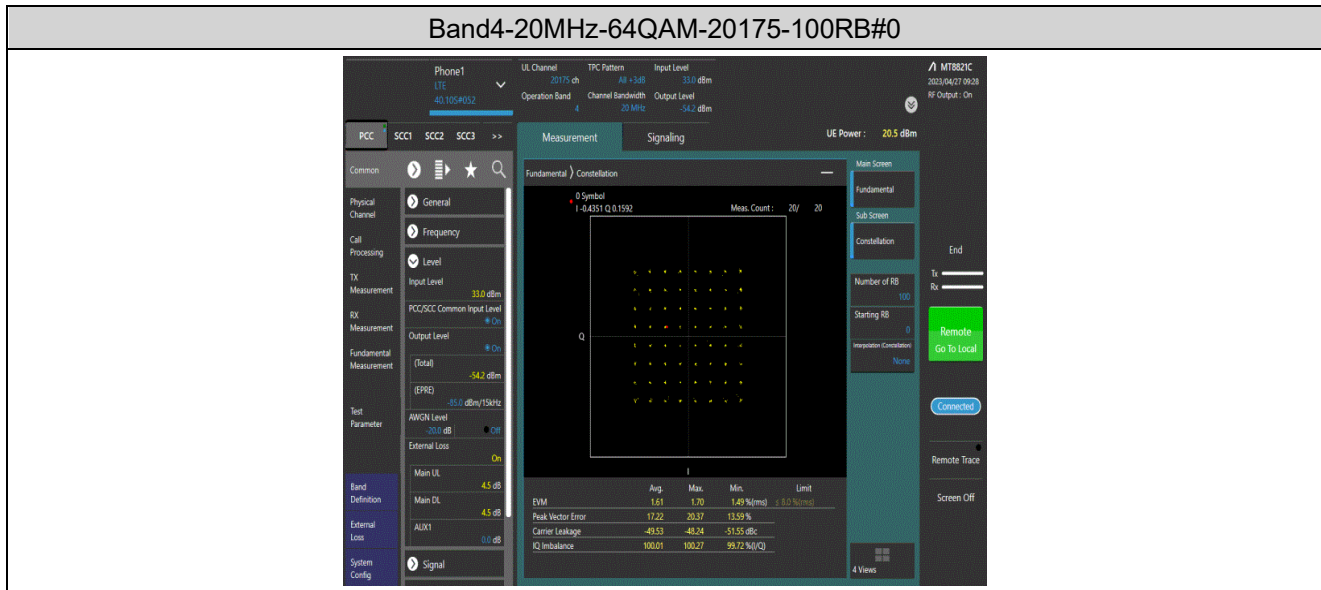 Band4-20MHz-64QAM-20175-100RB#0
Phone1
LTE
40.10S#052
UL Channel TPC Pattern Input Level
20175 ch All +3dB 33.0 dBm
Operation Band Channel Bandwidth Output Level
4 20 MHz -54.2 dBm
MT8821C
2023/04/27 09:28
RF Output : On
PCC SCC1 SCC2 SCC3 >>
Measurement Signaling
UE Power : 20.5 dBm
Common
Physical Channel
Call Processing
TX Measurement
RX Measurement
Fundamental Measurement
Test Parameter
Band Definition
External Loss
System Config
General
Frequency
Level
Input Level
33.0 dBm
PCC/SCC Common Input Level
On
Output Level
On
(Total)
-54.2 dBm
(EPRE)
-85.0 dBm/15kHz
AWGN Level
-20.0 dB Off
External Loss
On
Main UL
4.5 dB
Main DL
4.5 dB
AUX1
0.0 dB
Signal
Fundamental > Constellation
0 Symbol
I -0.4351 Q 0.1592
Meas. Count : 20/ 20
Q
I
Avg. Max. Min. Limit
EVM 1.61 1.70 1.49 %(rms) ≤ 8.0 %(rms)
Peak Vector Error 17.22 20.37 13.59 %
Carrier Leakage -49.53 -48.24 -51.55 dBc
IQ Imbalance 100.01 100.27 99.72 %(I/Q)
Main Screen
Fundamental
Sub Screen
Constellation
Number of RB
100
Starting RB
0
Interpolation (Constellation)
None
4 Views
End
Tx
Rx
Remote
Go To Local
Connected
Remote Trace
Screen Off